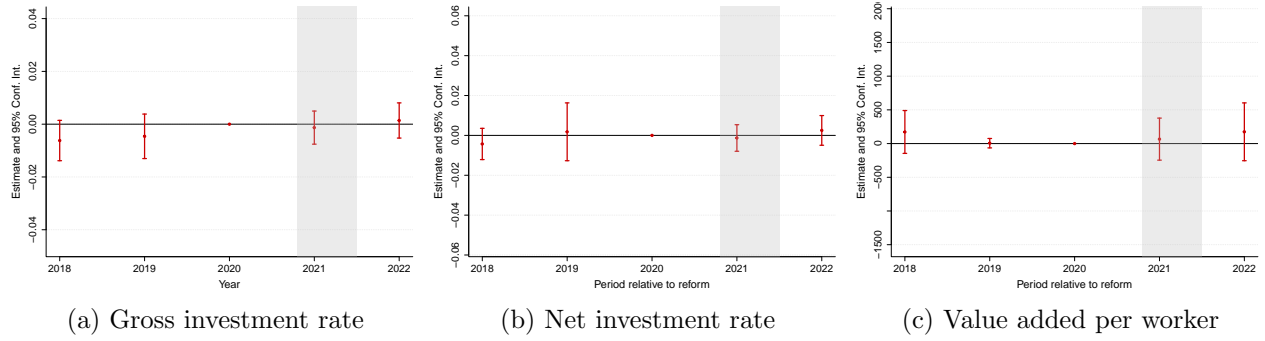 Estimate and 95% Conf. Int.
0.04
0.02
0.00
−0.02
−0.04
2018 2019 2020 2021 2022
Year
(a) Gross investment rate
Estimate and 95% Conf. Int.
0.06
0.04
0.02
0.00
−0.02
−0.04
−0.06
2018 2019 2020 2021 2022
Period relative to reform
(b) Net investment rate
Estimate and 95% Conf. Int.
1500
1000
500
0
−500
−1500
2018 2019 2020 2021 2022
Period relative to reform
(c) Value added per worker